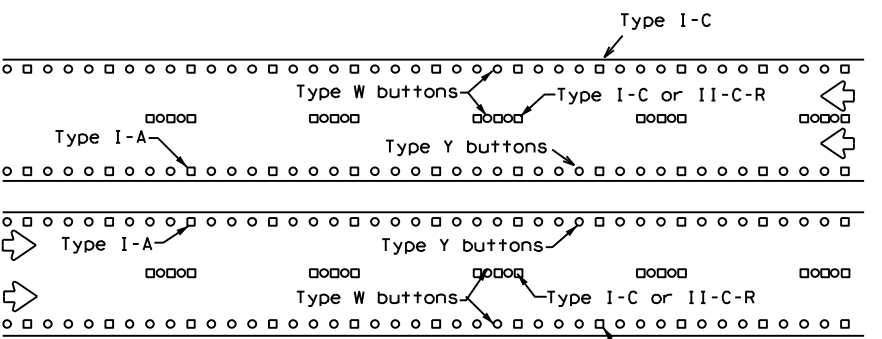 Type I-C
Type W buttons
Type I-C or II-C-R
Type I-A
Type Y buttons
Type I-A
Type Y buttons
Type W buttons
Type I-C or II-C-R